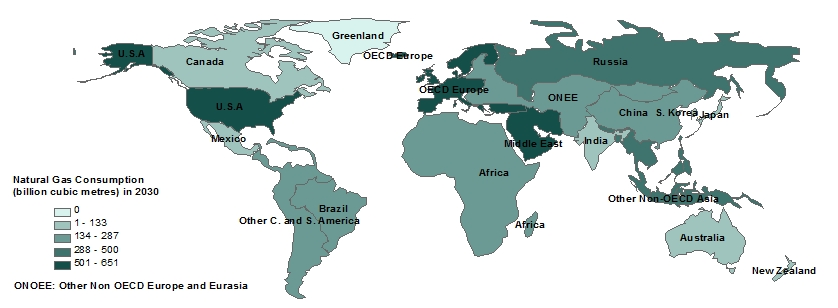 Greenland
U.S.A
OECD Europe
Canada
Russia
OECD Europe
ONEE
U.S.A
China
S. Korea
Japan
Mexico
India
Middle East
Africa
Natural Gas Consumption
(billion cubic metres) in 2030
0
1 - 133
134 - 287
288 - 500
501 - 651
Other Non-OECD Asia
Brazil
Other C. and S. America
Africa
Australia
New Zealand
ONOEE: Other Non OECD Europe and Eurasia